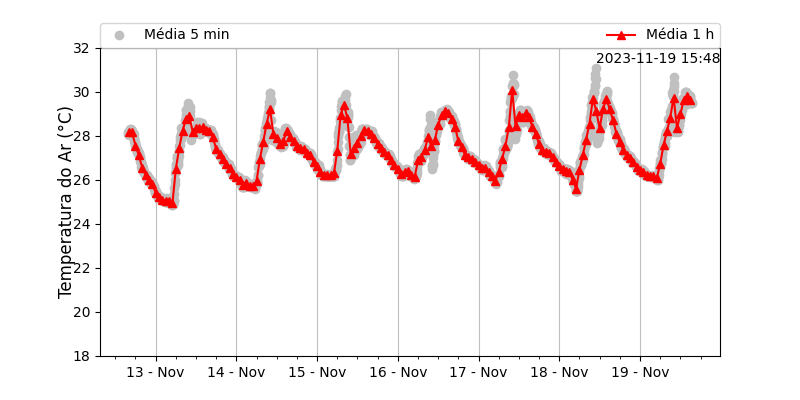 Média 5 min
Média 1 h
2023-11-19 15:48
Temperatura do Ar (°C)
32
30
28
26
24
22
20
18
13 - Nov
14 - Nov
15 - Nov
16 - Nov
17 - Nov
18 - Nov
19 - Nov